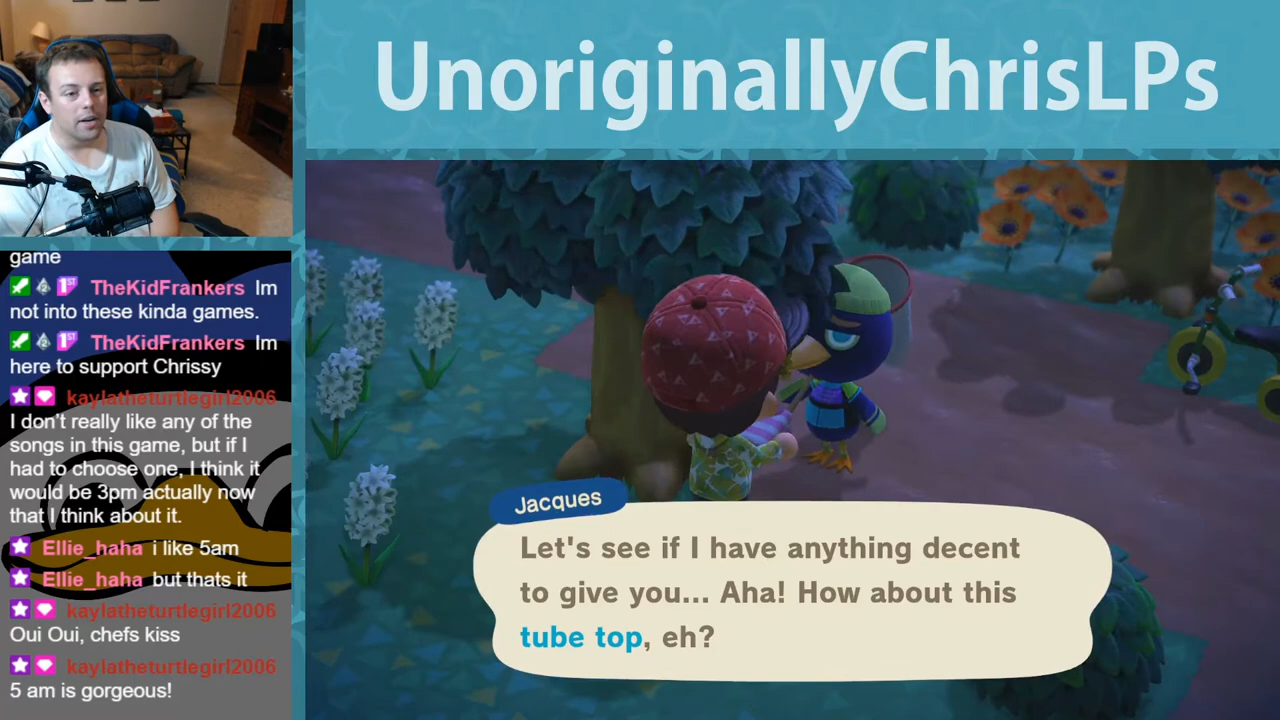 UnoriginallyChrisLPs
game
TheKidFrankers Im
not into these kinda games.
TheKidFrankers Im
here to support Chrissy
kaylatheturtlegirl2006
I don't really like any of the
songs in this game, but if I
had to choose one, I think it
would be 3pm actually now
that I think about it.
Ellie_haha i like 5am
Ellie_haha but thats it
kaylatheturtlegirl2006
Oui Oui, chefs kiss
kaylatheturtlegirl2006
5 am is gorgeous!
Jacques
Let's see if I have anything decent
to give you... Aha! How about this
tube top, eh?